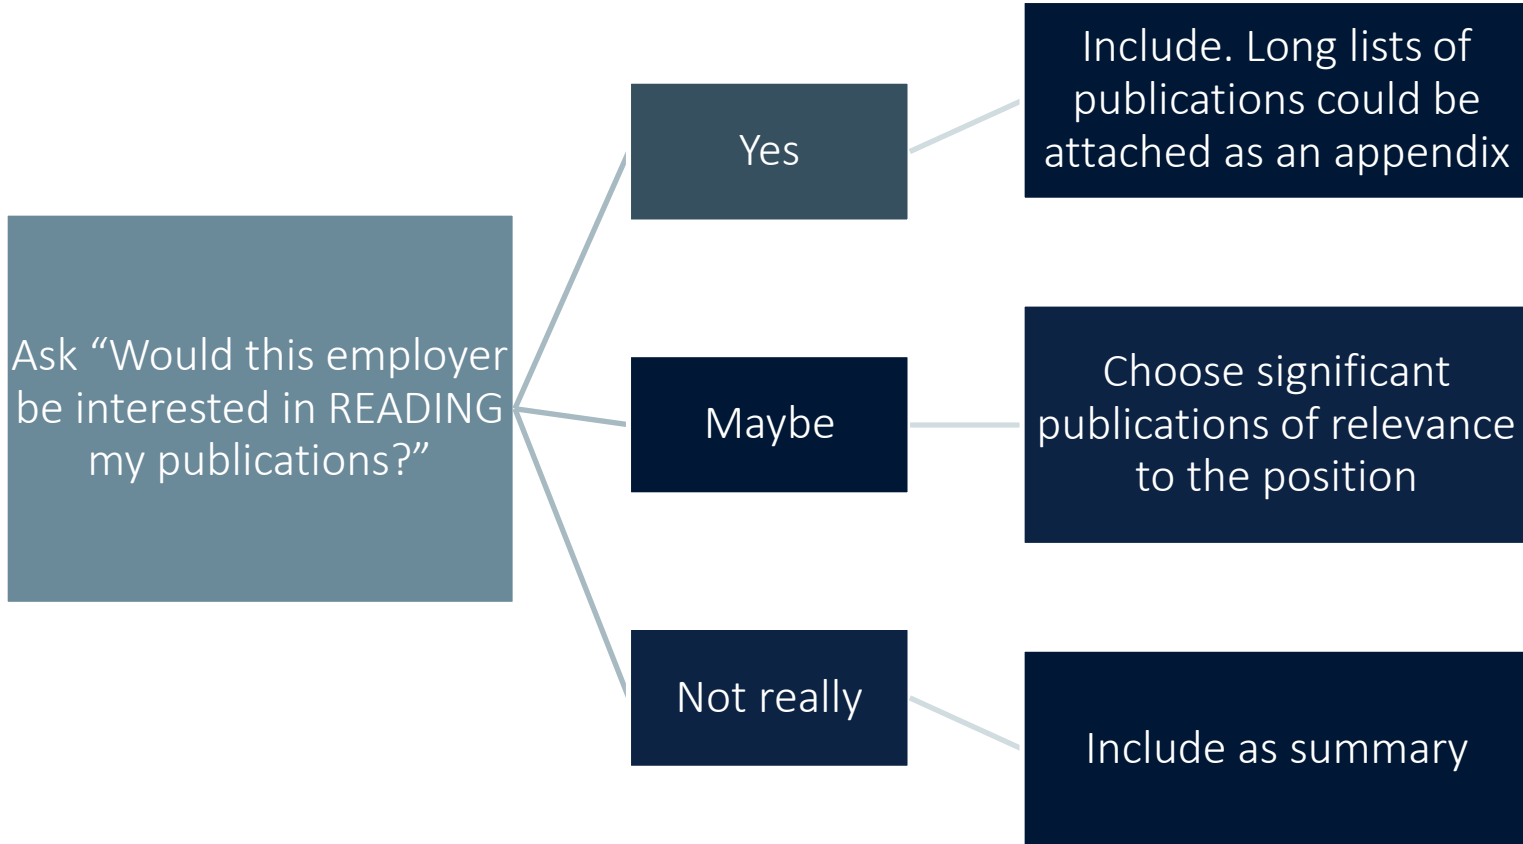 Ask “Would this employer
be interested in READING
my publications?”
Yes
Include. Long lists of
publications could be
attached as an appendix
Maybe
Choose significant
publications of relevance
to the position
Not really
Include as summary